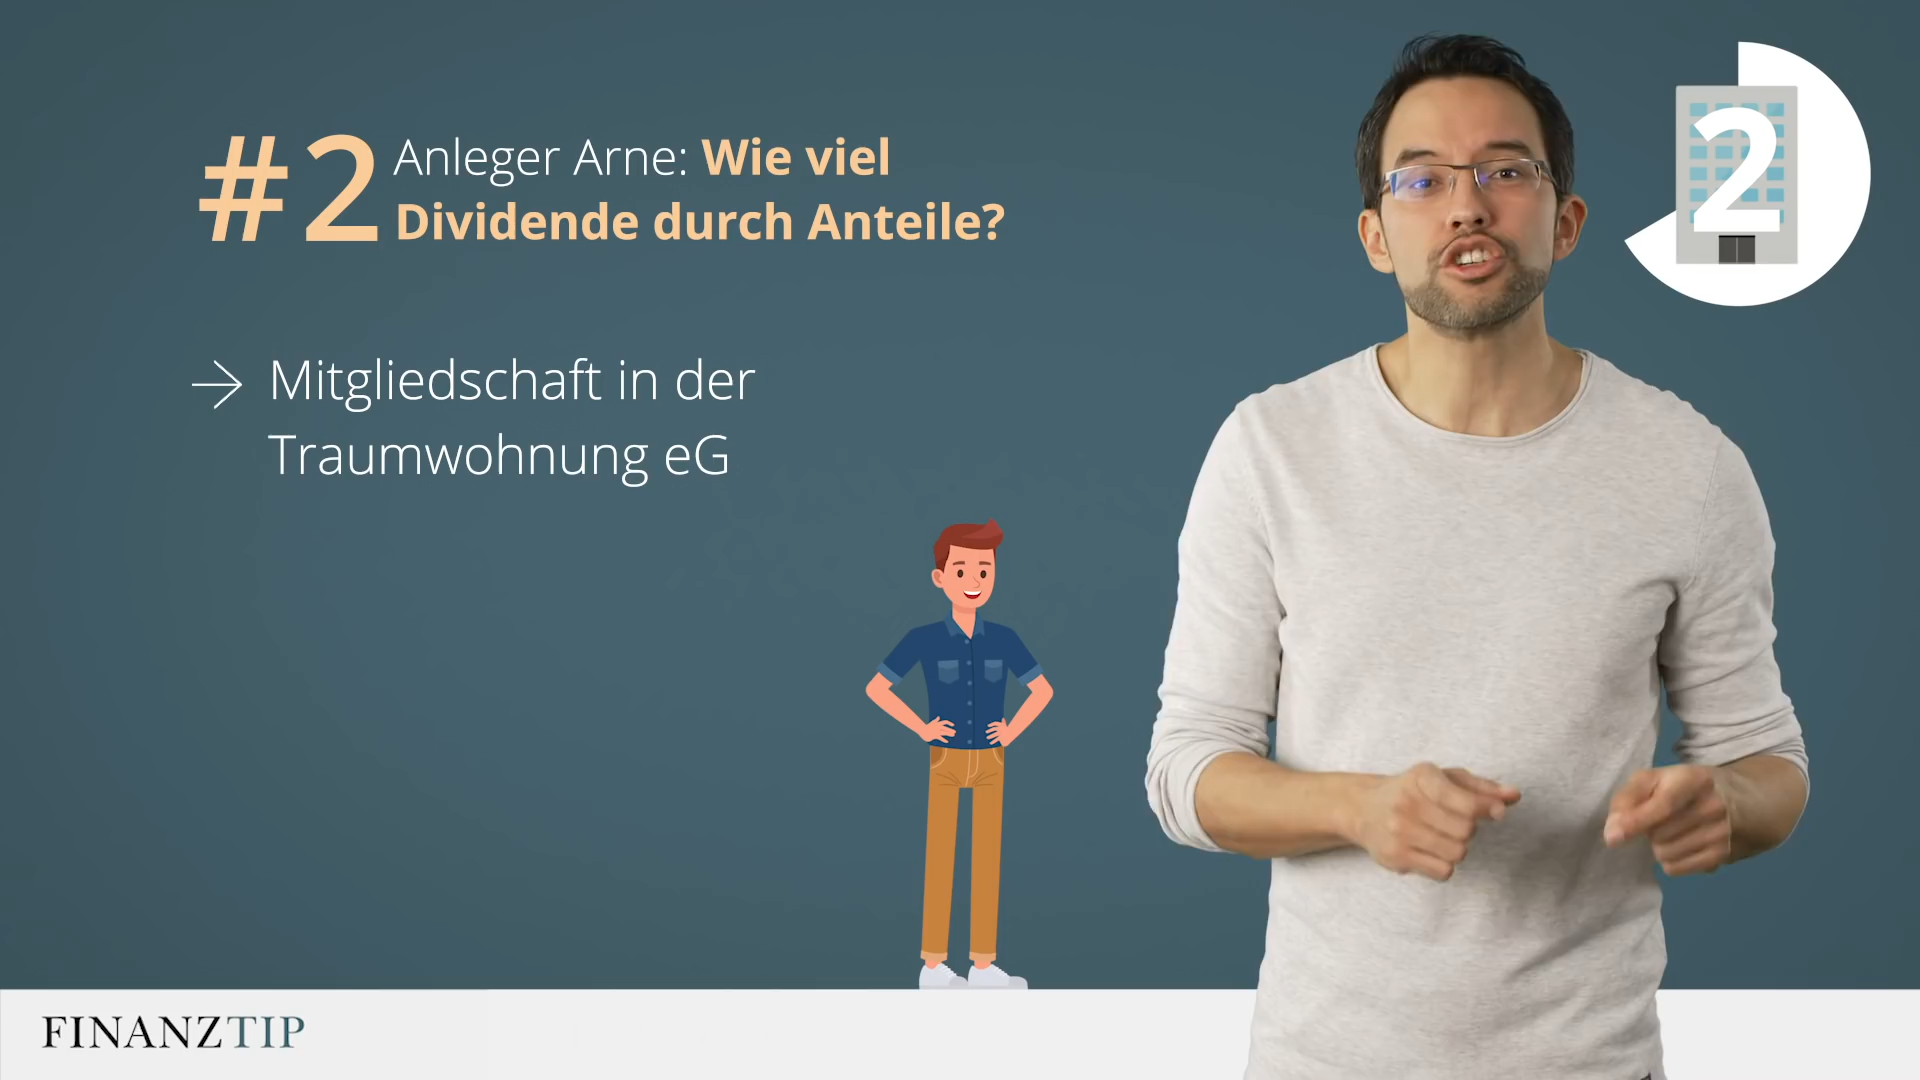 #2
Anleger Arne: Wie viel
Dividende durch Anteile?
2
→ Mitgliedschaft in der
Traumwohnung eG
FINANZTIP